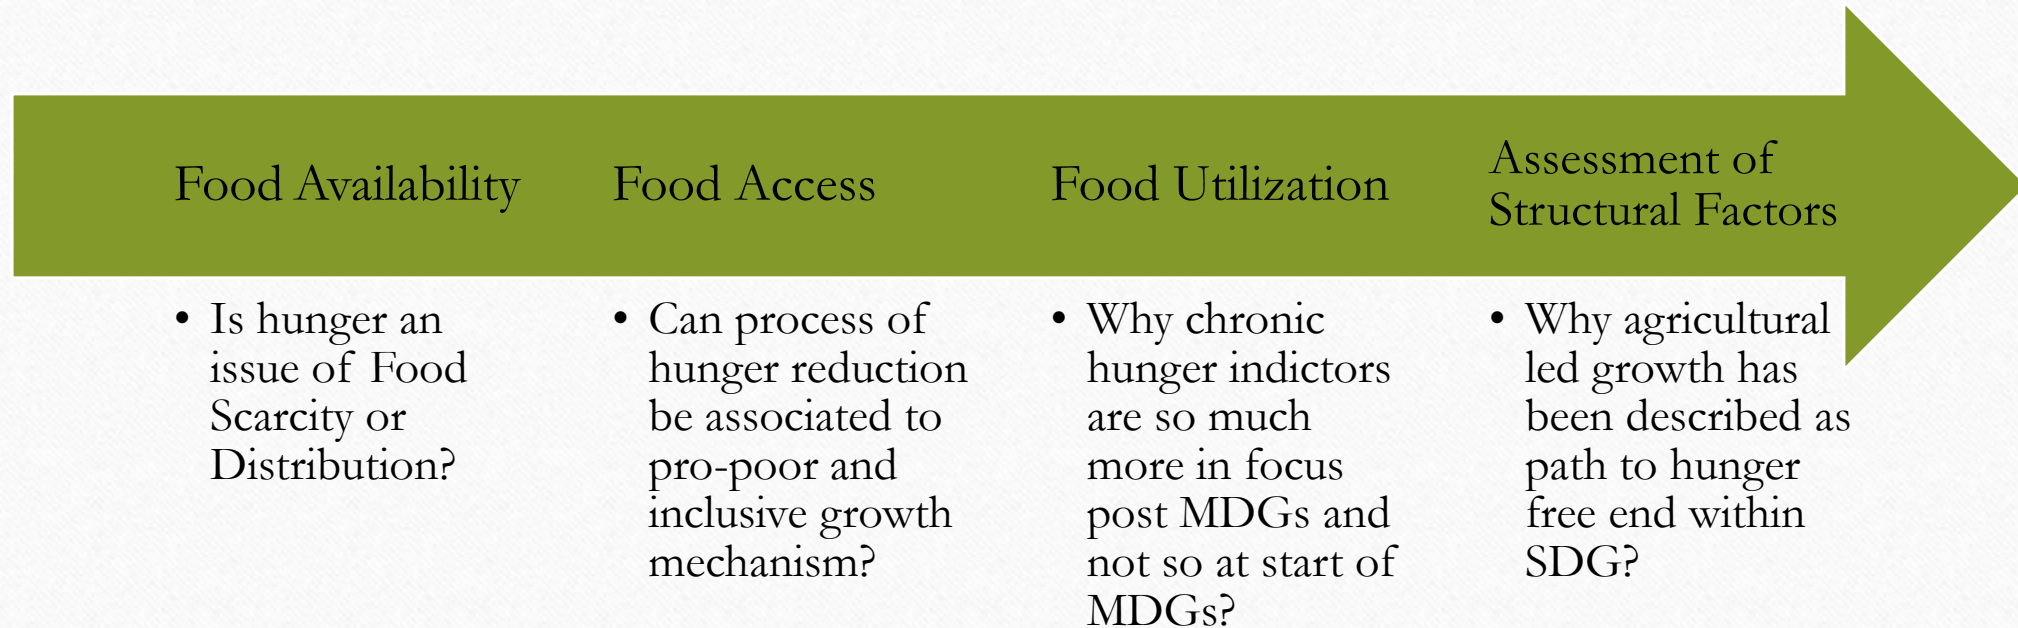 Food Availability
• Is hunger an
issue of Food
Scarcity or
Distribution?
Food Access
• Can process of
hunger reduction
be associated to
pro-poor and
inclusive growth
mechanism?
Food Utilization
• Why chronic
hunger indictors
are so much
more in focus
post MDGs and
not so at start of
MDGs?
Assessment of
Structural Factors
• Why agricultural
led growth has
been described as
path to hunger
free end within
SDG?